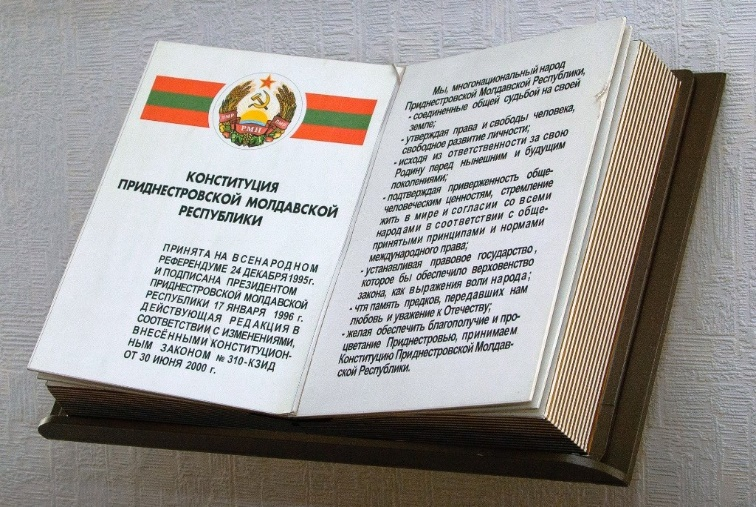 РМИ
КОНСТИТУЦИЯ
ПРИДНЕСТРОВСКОЙ МОЛДАВСКОЙ
РЕСПУБЛИКИ
ПРИНЯТА НА ВСЕНАРОДНОМ
РЕФЕРЕНДУМЕ 24 ДЕКАБРЯ 1995г.
И ПОДПИСАНА ПРЕЗИДЕНТОМ
ПРИДНЕСТРОВСКОЙ МОЛДАВСКОЙ
РЕСПУБЛИКИ 17 ЯНВАРЯ 1996 г.
ДЕЙСТВУЮЩАЯ РЕДАКЦИЯ В
СООТВЕТСТВИИ С ИЗМЕНЕНИЯМИ,
ВНЕСЁННЫМИ КОНСТИТУЦИОН-
НЫМ ЗАКОНОМ № 310-КЗИД
ОТ 30 ИЮНЯ 2000 г.
Мы, многонациональный народ
Приднестровской Молдавской Республики,
- соединенные общей судьбой на своей
земле;
- утверждая права и свободы человека,
свободное развитие личности;
- исходя из ответственности за свою
Родину перед нынешним и будущим
поколениями;
- подтверждая приверженность обще-
человеческим ценностям, стремление
жить в мире и согласии со всеми
народами в соответствии с обще-
принятыми принципами и нормами
международного права;
- устанавливая правовое государство,
которое бы обеспечило верховенство
закона, как выражения воли народа;
- чтя память предков, передавших нам
любовь и уважение к Отечеству;
- желая обеспечить благополучие и про-
цветание Приднестровью, принимаем
Конституцию Приднестровской Молдав-
ской Республики.